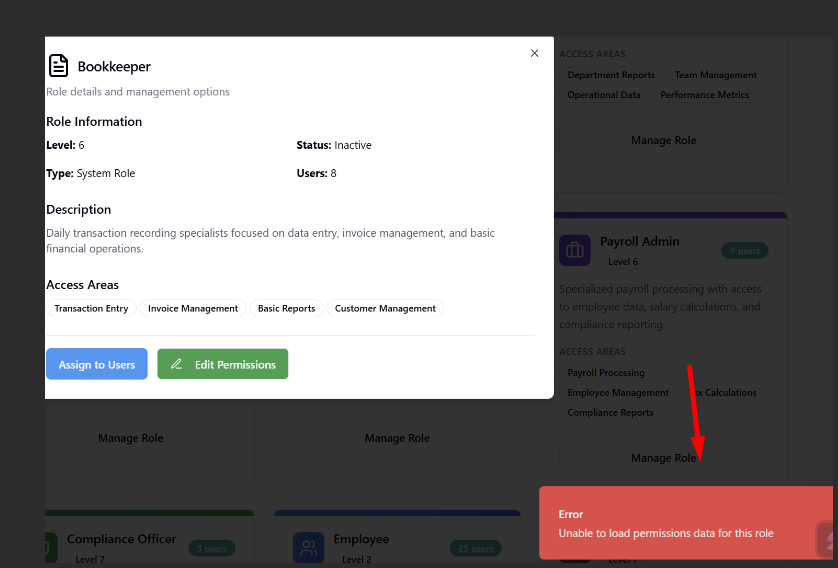 Bookkeeper
Role details and management options
Role Information
Level: 6
Status: Inactive
Type: System Role
Users: 8
Description
Daily transaction recording specialists focused on data entry, invoice management, and basic
financial operations.
Access Areas
Transaction Entry
Invoice Management
Basic Reports
Customer Management
Assign to Users
Edit Permissions
ACCESS AREAS
Department Reports
Team Management
Operational Data
Performance Metrics
Manage Role
Payroll Admin
4 users
Level 6
Specialized payroll processing with access
to employee data, salary calculations, and
compliance reporting.
ACCESS AREAS
Payroll Processing
Employee Management
Calculations
Compliance Reports
Manage Role
Manage Role
Manage Role
Compliance Officer
3 users
Level 7
Employee
25 users
Level 2
Error
Unable to load permissions data for this role